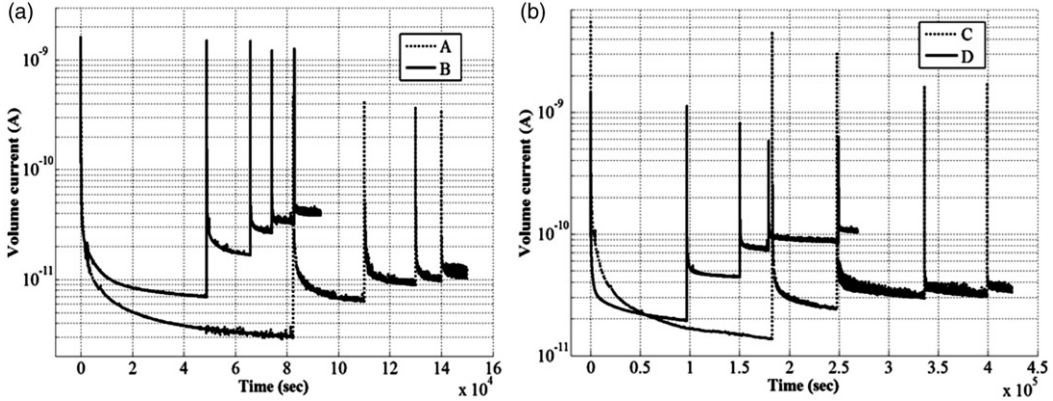 (a)
A
B
Volume current (A)
10^-9
10^-10
10^-11
0 2 4 6 8 10 12 14 16
Time (sec)
x 10^4
(b)
C
D
Volume current (A)
10^-9
10^-10
10^-11
0 0.5 1 1.5 2 2.5 3 3.5 4 4.5
Time (sec)
x 10^5